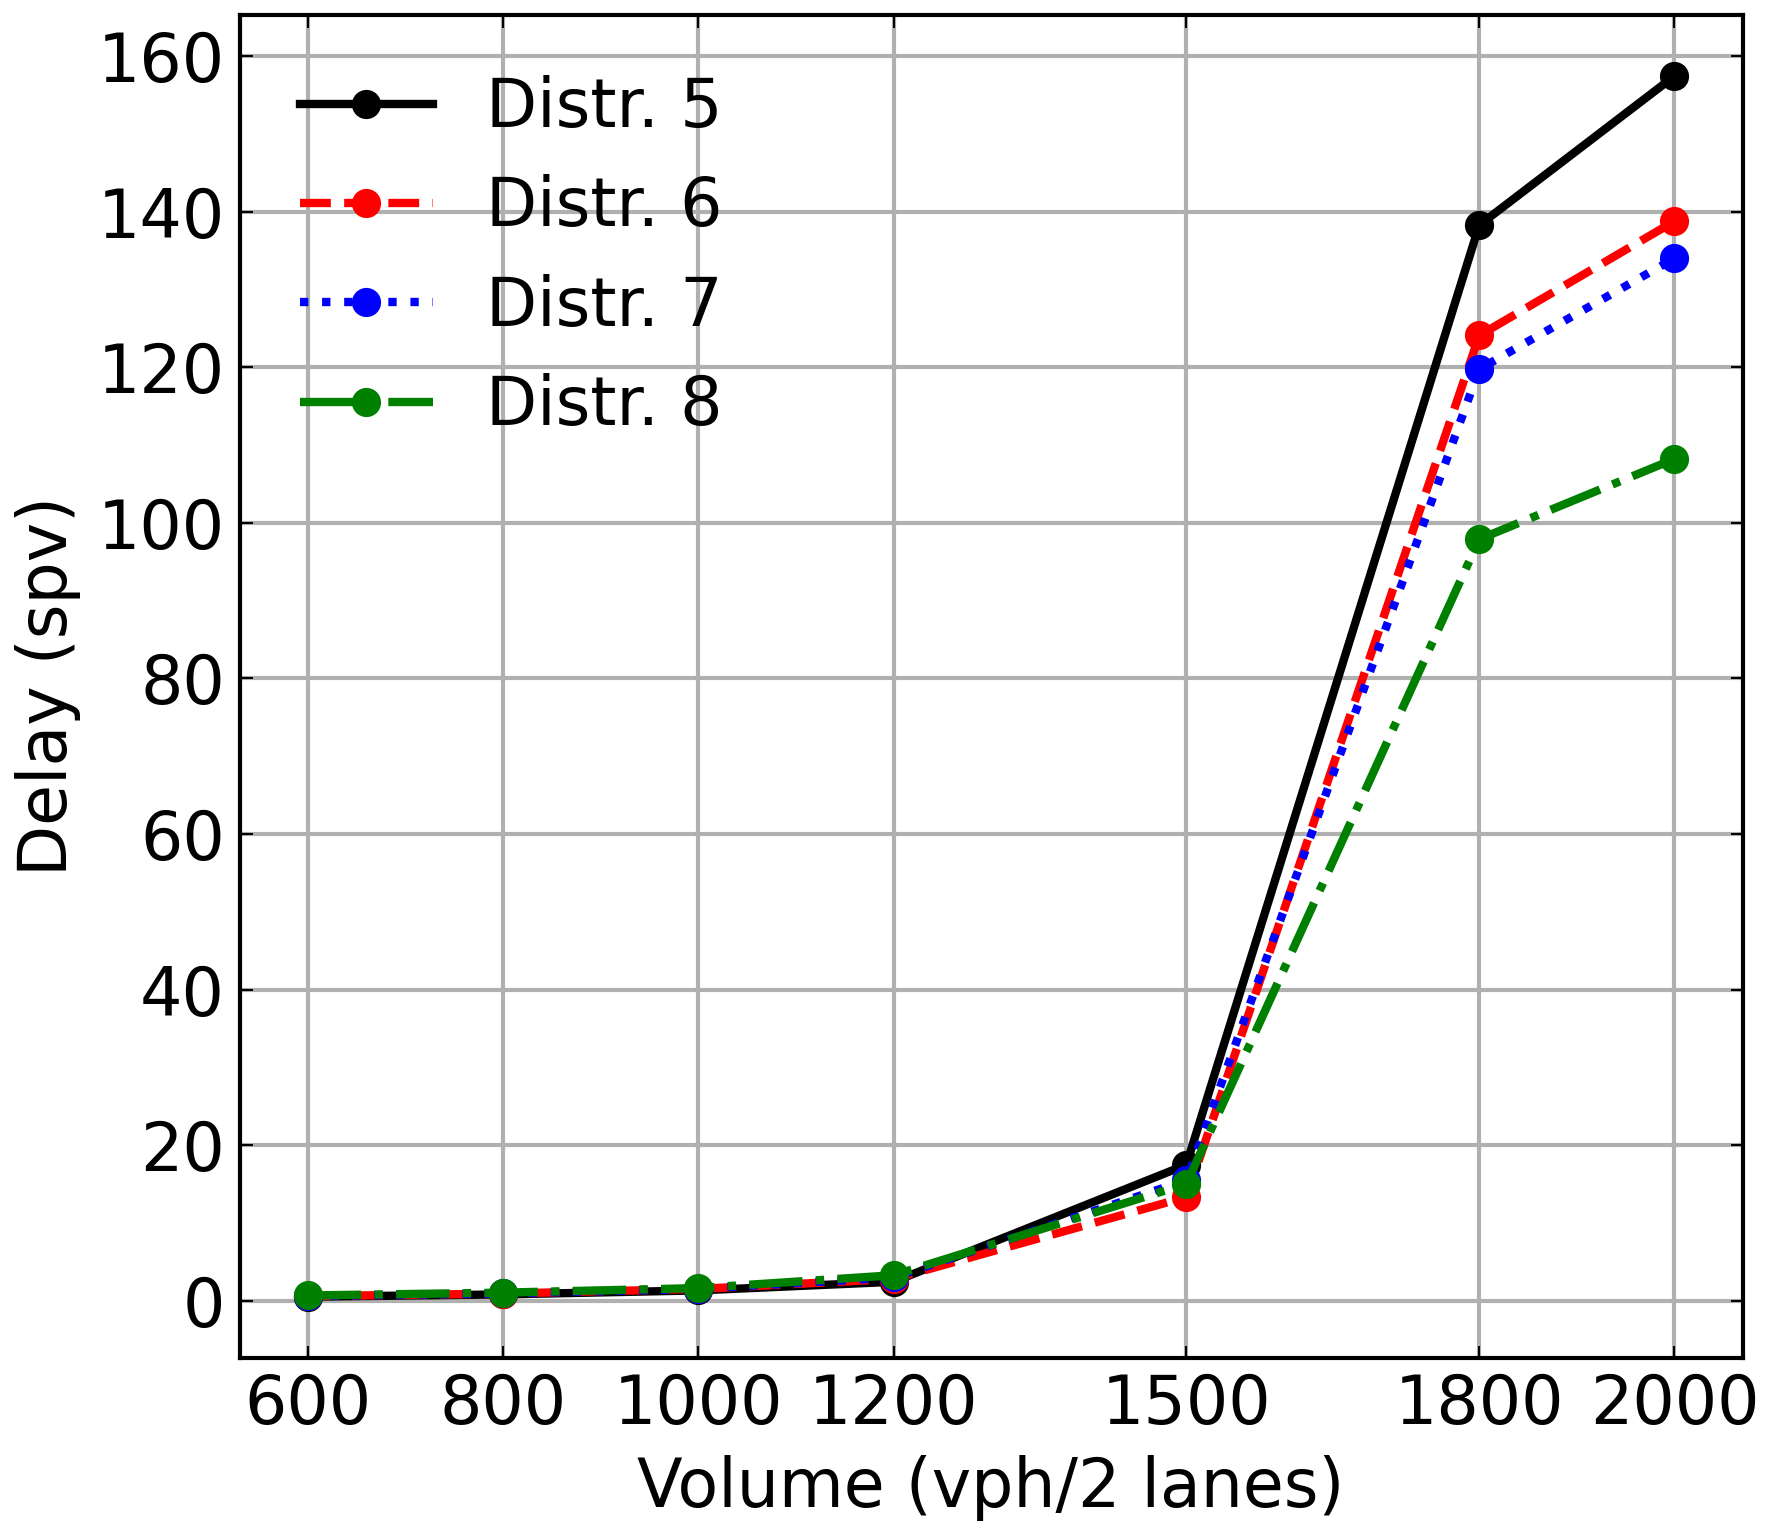 160
140
120
100
80
60
40
20
0
Delay (spv)
Distr. 5
Distr. 6
Distr. 7
Distr. 8
600 800 1000 1200 1500 1800 2000
Volume (vph/2 lanes)